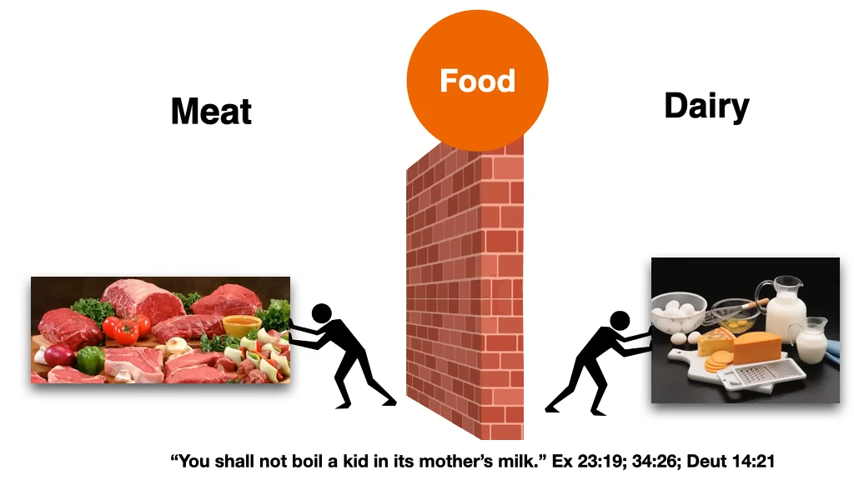 Food
Meat
Dairy
“You shall not boil a kid in its mother’s milk.” Ex 23:19; 34:26; Deut 14:21